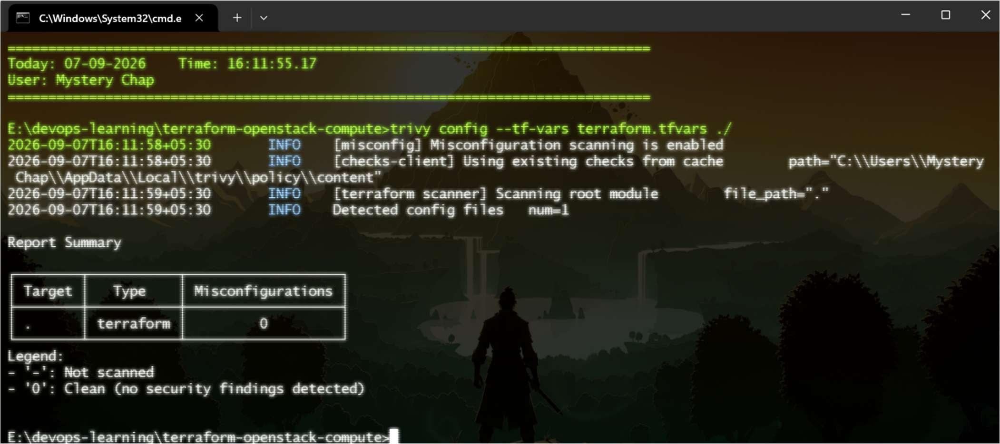 C:\Windows\System32\cmd.e
================================================================================
Today: 07-09-2026    Time: 16:11:55.17
User: Mystery Chap
================================================================================
E:\devops-learning\terraform-openstack-compute>trivy config --tf-vars terraform.tfvars ./
2026-09-07T16:11:58+05:30       INFO    [misconfig] Misconfiguration scanning is enabled
2026-09-07T16:11:58+05:30       INFO    [checks-client] Using existing checks from cache        path="C:\\Users\\Mystery
 Chap\\AppData\\Local\\trivy\\policy\\content"
2026-09-07T16:11:59+05:30       INFO    [terraform scanner] Scanning root module        file_path="."
2026-09-07T16:11:59+05:30       INFO    Detected config files   num=1
Report Summary
Target Type Misconfigurations
. terraform 0
Legend:
- '-': Not scanned
- '0': Clean (no security findings detected)
E:\devops-learning\terraform-openstack-compute>